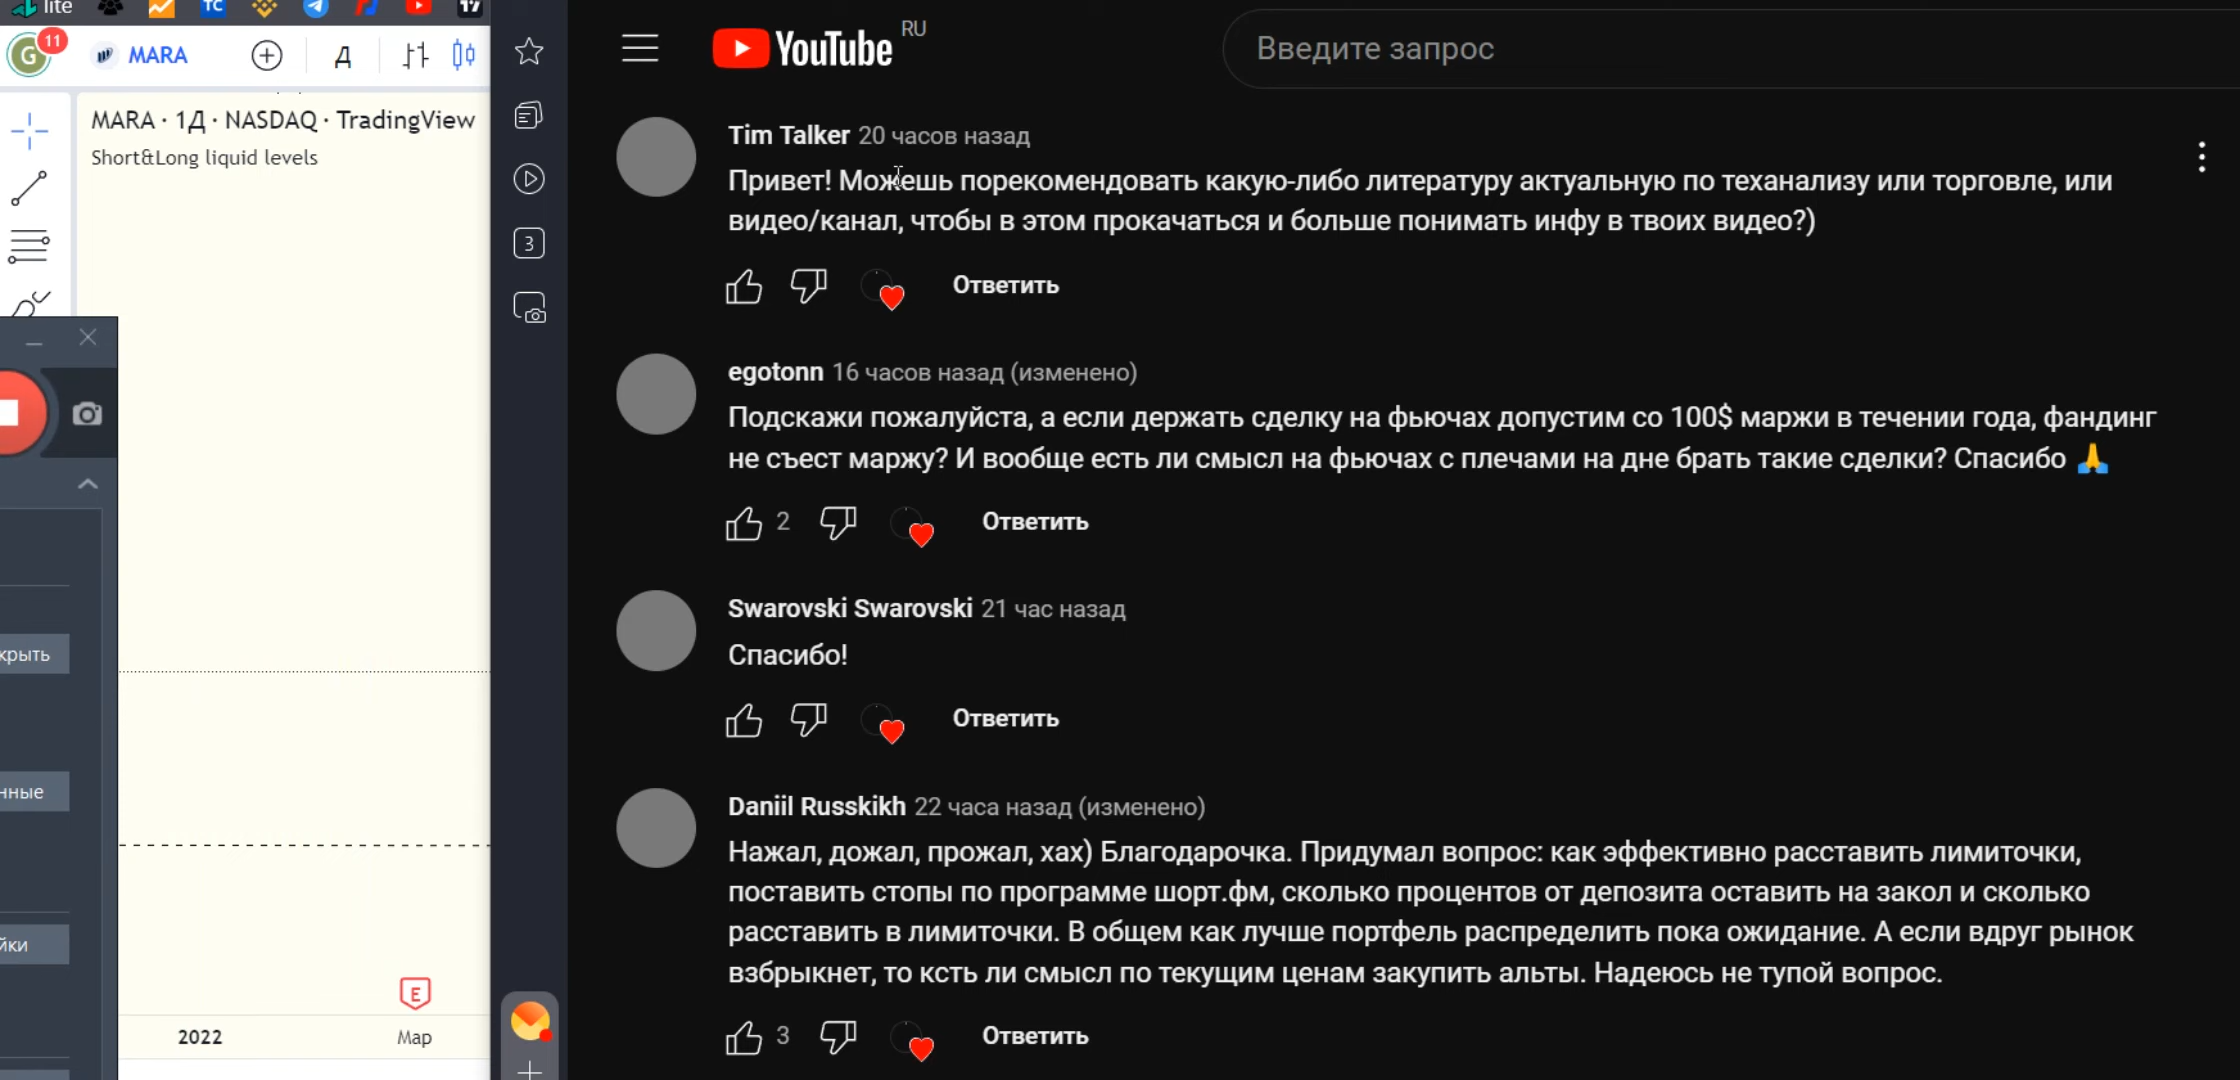 lite
TC
11
G
MARA
Д
MARA · 1Д · NASDAQ · TradingView
Short&Long liquid levels
крыть
нные
йки
E
2022
Мар
3
YouTube RU
Введите запрос
Tim Talker 20 часов назад
Привет! Можешь порекомендовать какую-либо литературу актуальную по теханализу или торговле, или
видео/канал, чтобы в этом прокачаться и больше понимать инфу в твоих видео?)
Ответить
egotonn 16 часов назад (изменено)
Подскажи пожалуйста, а если держать сделку на фьючах допустим со 100$ маржи в течении года, фандинг
не съест маржу? И вообще есть ли смысл на фьючах с плечами на дне брать такие сделки? Спасибо 🙏
2 Ответить
Swarovski Swarovski 21 час назад
Спасибо!
Ответить
Daniil Russkikh 22 часа назад (изменено)
Нажал, дожал, прожал, хах) Благодарочка. Придумал вопрос: как эффективно расставить лимиточки,
поставить стопы по программе шорт.фм, сколько процентов от депозита оставить на закол и сколько
расставить в лимиточки. В общем как лучше портфель распределить пока ожидание. А если вдруг рынок
взбрыкнет, то ксть ли смысл по текущим ценам закупить альты. Надеюсь не тупой вопрос.
3 Ответить